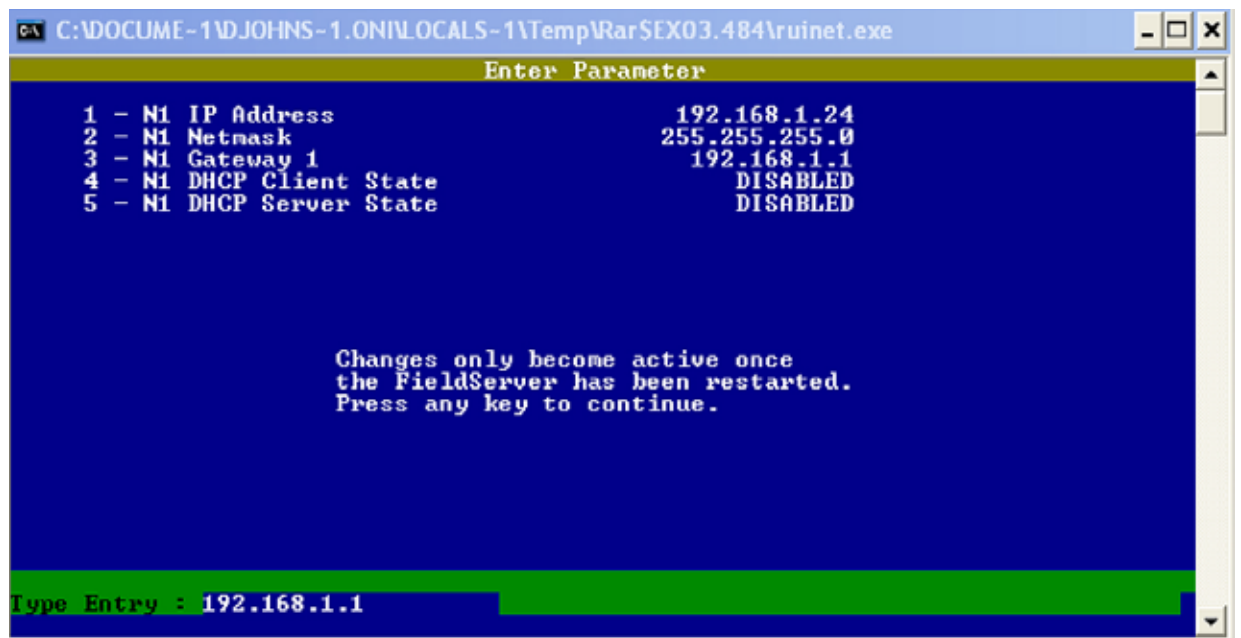 C:\DOCUME~1\DJOHNS~1.ONI\LOCALS~1\Temp\Rar$EX03.484\ruinet.exe
Enter Parameter
1 - N1 IP Address 192.168.1.24
2 - N1 Netmask 255.255.255.0
3 - N1 Gateway 1 192.168.1.1
4 - N1 DHCP Client State DISABLED
5 - N1 DHCP Server State DISABLED
Changes only become active once
the FieldServer has been restarted.
Press any key to continue.
Type Entry : 192.168.1.1